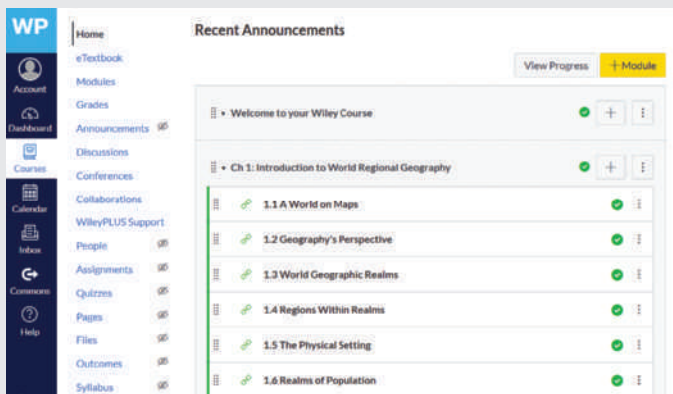 WP
Account
Dashboard
Courses
Calendar
Inbox
Commons
Help
Home
eTextbook
Modules
Grades
Announcements
Discussions
Conferences
Collaborations
WileyPLUS Support
People
Assignments
Quizzes
Pages
Files
Outcomes
Syllabus
Recent Announcements
View Progress
+ Module
Welcome to your Wiley Course
Ch 1: Introduction to World Regional Geography
1.1 A World on Maps
1.2 Geography's Perspective
1.3 World Geographic Realms
1.4 Regions Within Realms
1.5 The Physical Setting
1.6 Realms of Population